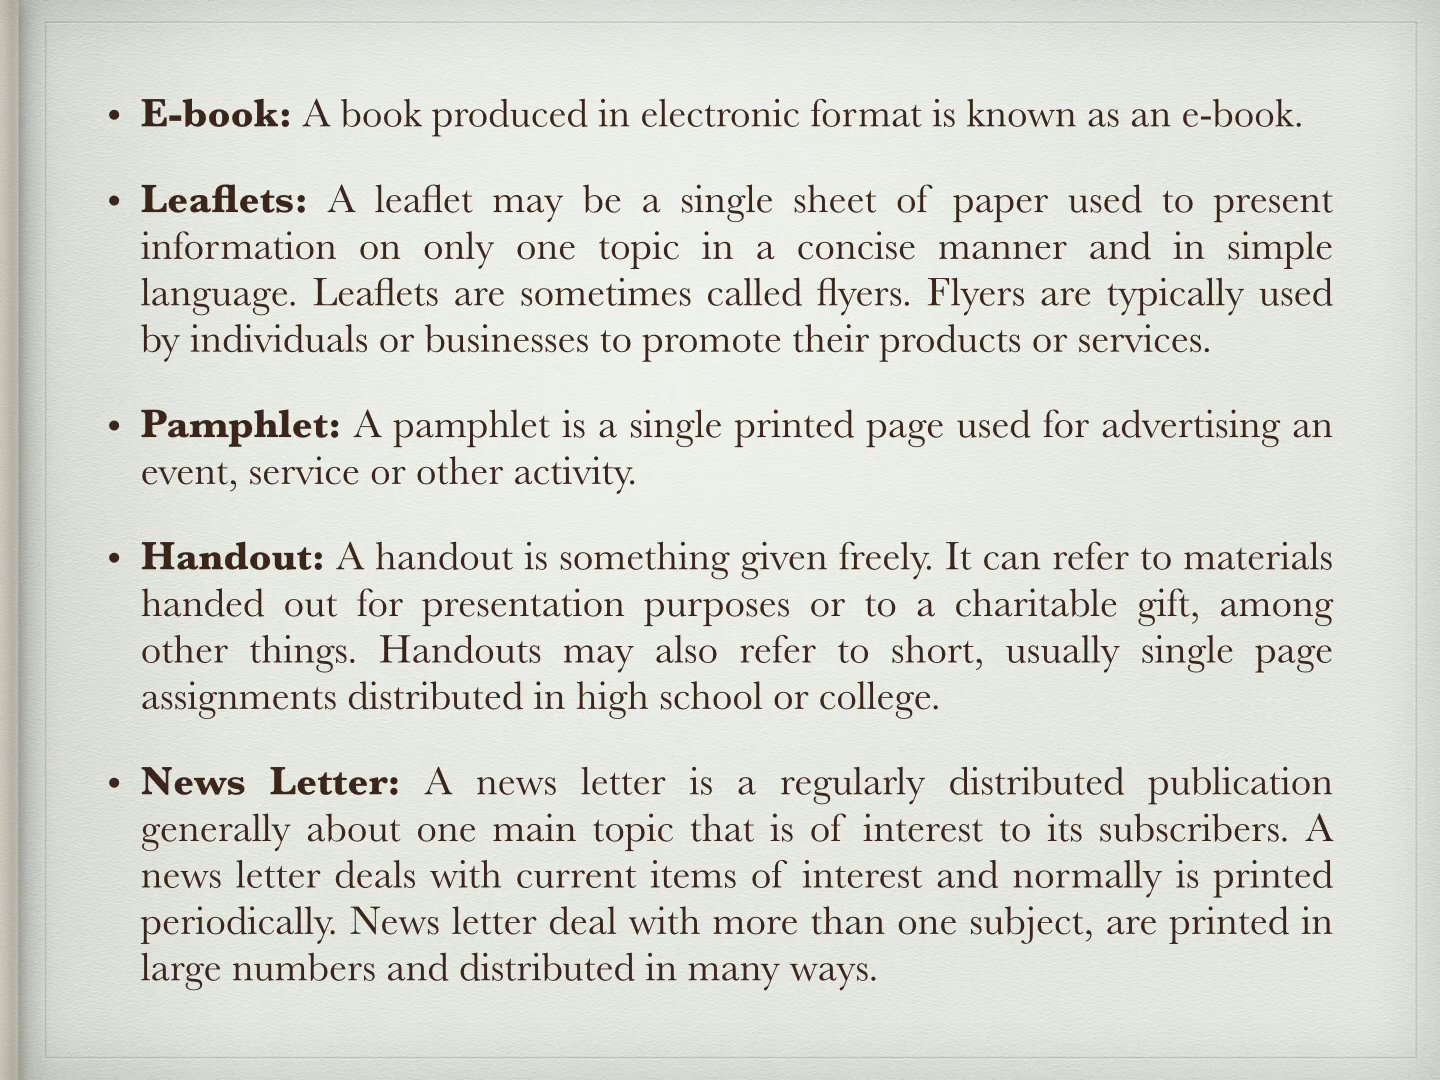 • E-book: A book produced in electronic format is known as an e-book.
• Leaflets: A leaflet may be a single sheet of paper used to present
information on only one topic in a concise manner and in simple
language. Leaflets are sometimes called flyers. Flyers are typically used
by individuals or businesses to promote their products or services.
• Pamphlet: A pamphlet is a single printed page used for advertising an
event, service or other activity.
• Handout: A handout is something given freely. It can refer to materials
handed out for presentation purposes or to a charitable gift, among
other things. Handouts may also refer to short, usually single page
assignments distributed in high school or college.
• News Letter: A news letter is a regularly distributed publication
generally about one main topic that is of interest to its subscribers. A
news letter deals with current items of interest and normally is printed
periodically. News letter deal with more than one subject, are printed in
large numbers and distributed in many ways.